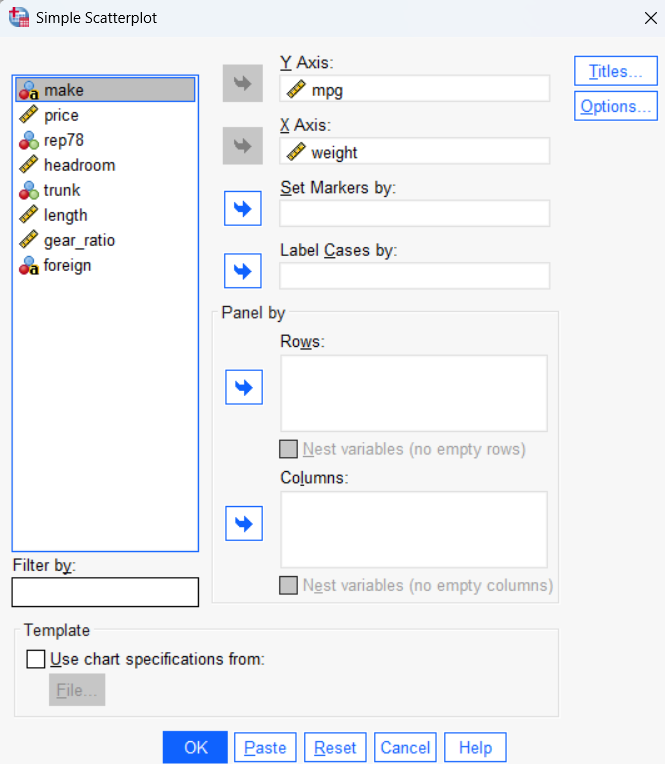 Simple Scatterplot
make
price
rep78
headroom
trunk
length
gear_ratio
foreign
Filter by:
Y Axis:
mpg
X Axis:
weight
Set Markers by:
Label Cases by:
Panel by
Rows:
Nest variables (no empty rows)
Columns:
Nest variables (no empty columns)
Titles...
Options...
Template
Use chart specifications from:
File...
OK Paste Reset Cancel Help